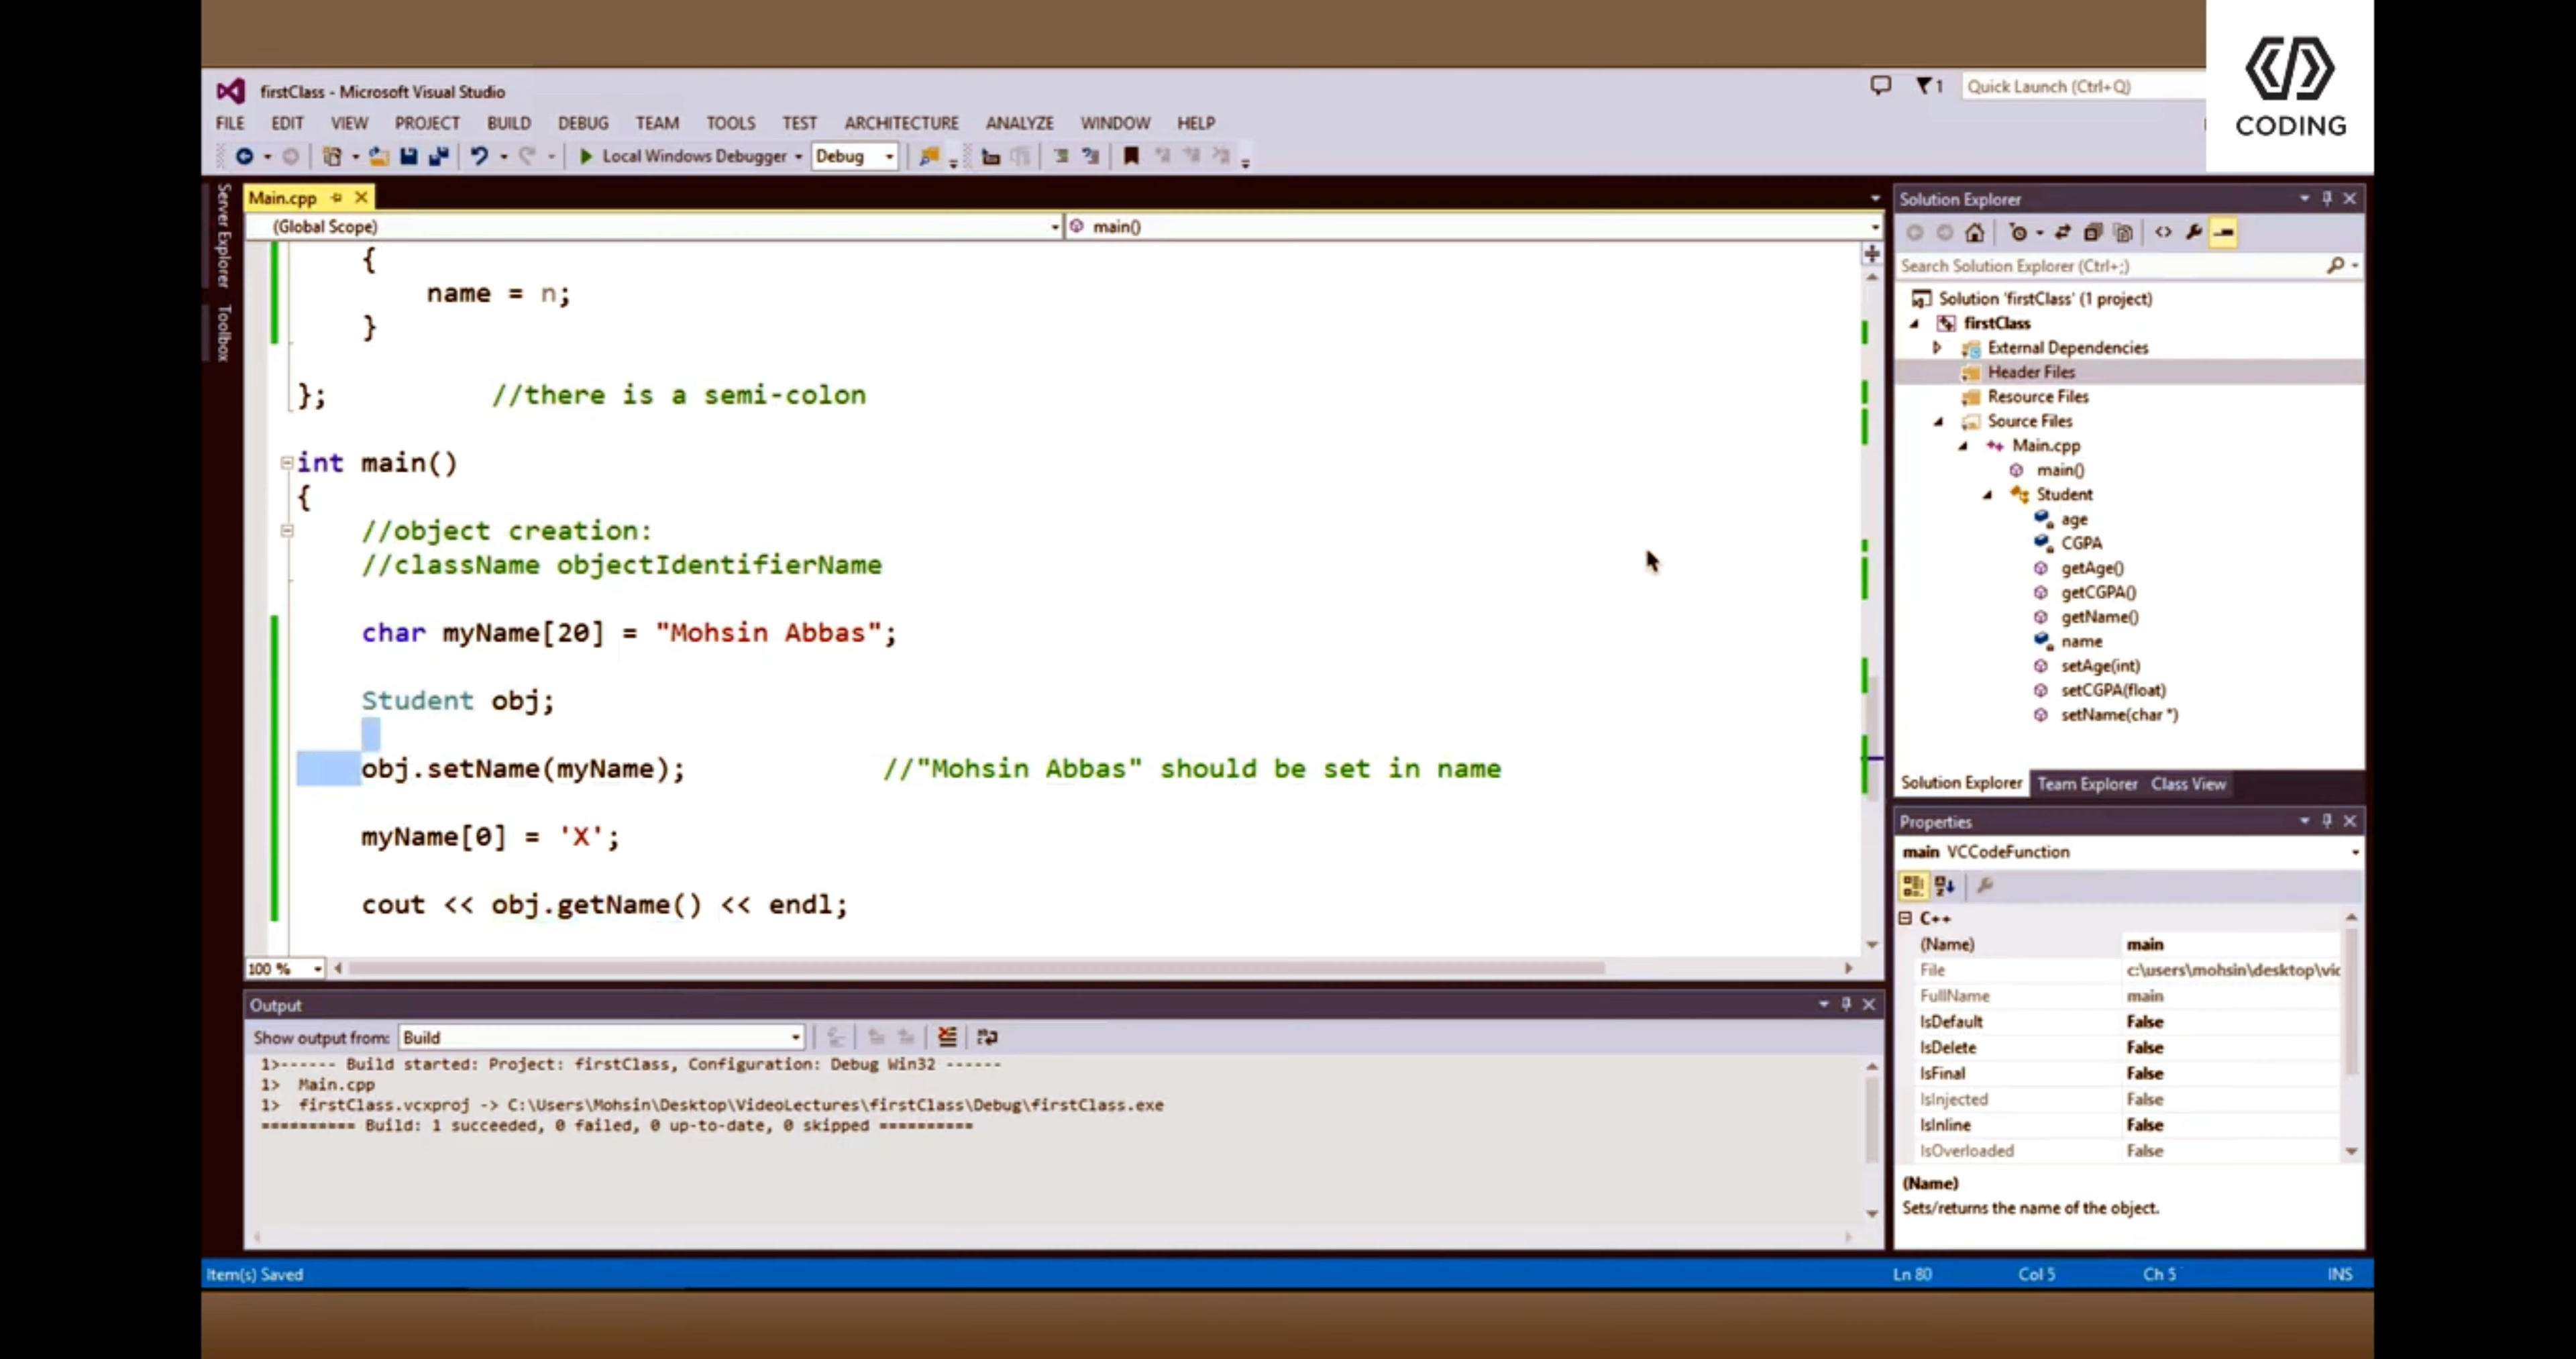 CODING
firstClass - Microsoft Visual Studio
1
Quick Launch (Ctrl+Q)
FILE EDIT VIEW PROJECT BUILD DEBUG TEAM TOOLS TEST ARCHITECTURE ANALYZE WINDOW HELP
Local Windows Debugger Debug
Server Explorer
Toolbox
Main.cpp
(Global Scope) main()
{
name = n;
}
}; //there is a semi-colon
int main()
{
//object creation:
//className objectIdentifierName
char myName[20] = "Mohsin Abbas";
Student obj;
obj.setName(myName); //"Mohsin Abbas" should be set in name
myName[0] = 'X';
cout << obj.getName() << endl;
100 %
Output
Show output from: Build
1>------ Build started: Project: firstClass, Configuration: Debug Win32 ------
1> Main.cpp
1> firstClass.vcxproj -> C:\Users\Mohsin\Desktop\VideoLectures\firstClass\Debug\firstClass.exe
========== Build: 1 succeeded, 0 failed, 0 up-to-date, 0 skipped ==========
Solution Explorer
Search Solution Explorer (Ctrl+;)
Solution 'firstClass' (1 project)
firstClass
External Dependencies
Header Files
Resource Files
Source Files
Main.cpp
main()
Student
age
CGPA
getAge()
getCGPA()
getName()
name
setAge(int)
setCGPA(float)
setName(char *)
Solution Explorer Team Explorer Class View
Properties
main VCCodeFunction
C++
(Name) main
File c:\users\mohsin\desktop\vic
FullName main
IsDefault False
IsDelete False
IsFinal False
IsInjected False
IsInline False
IsOverloaded False
(Name)
Sets/returns the name of the object.
Item(s) Saved Ln 80 Col 5 Ch 5 INS